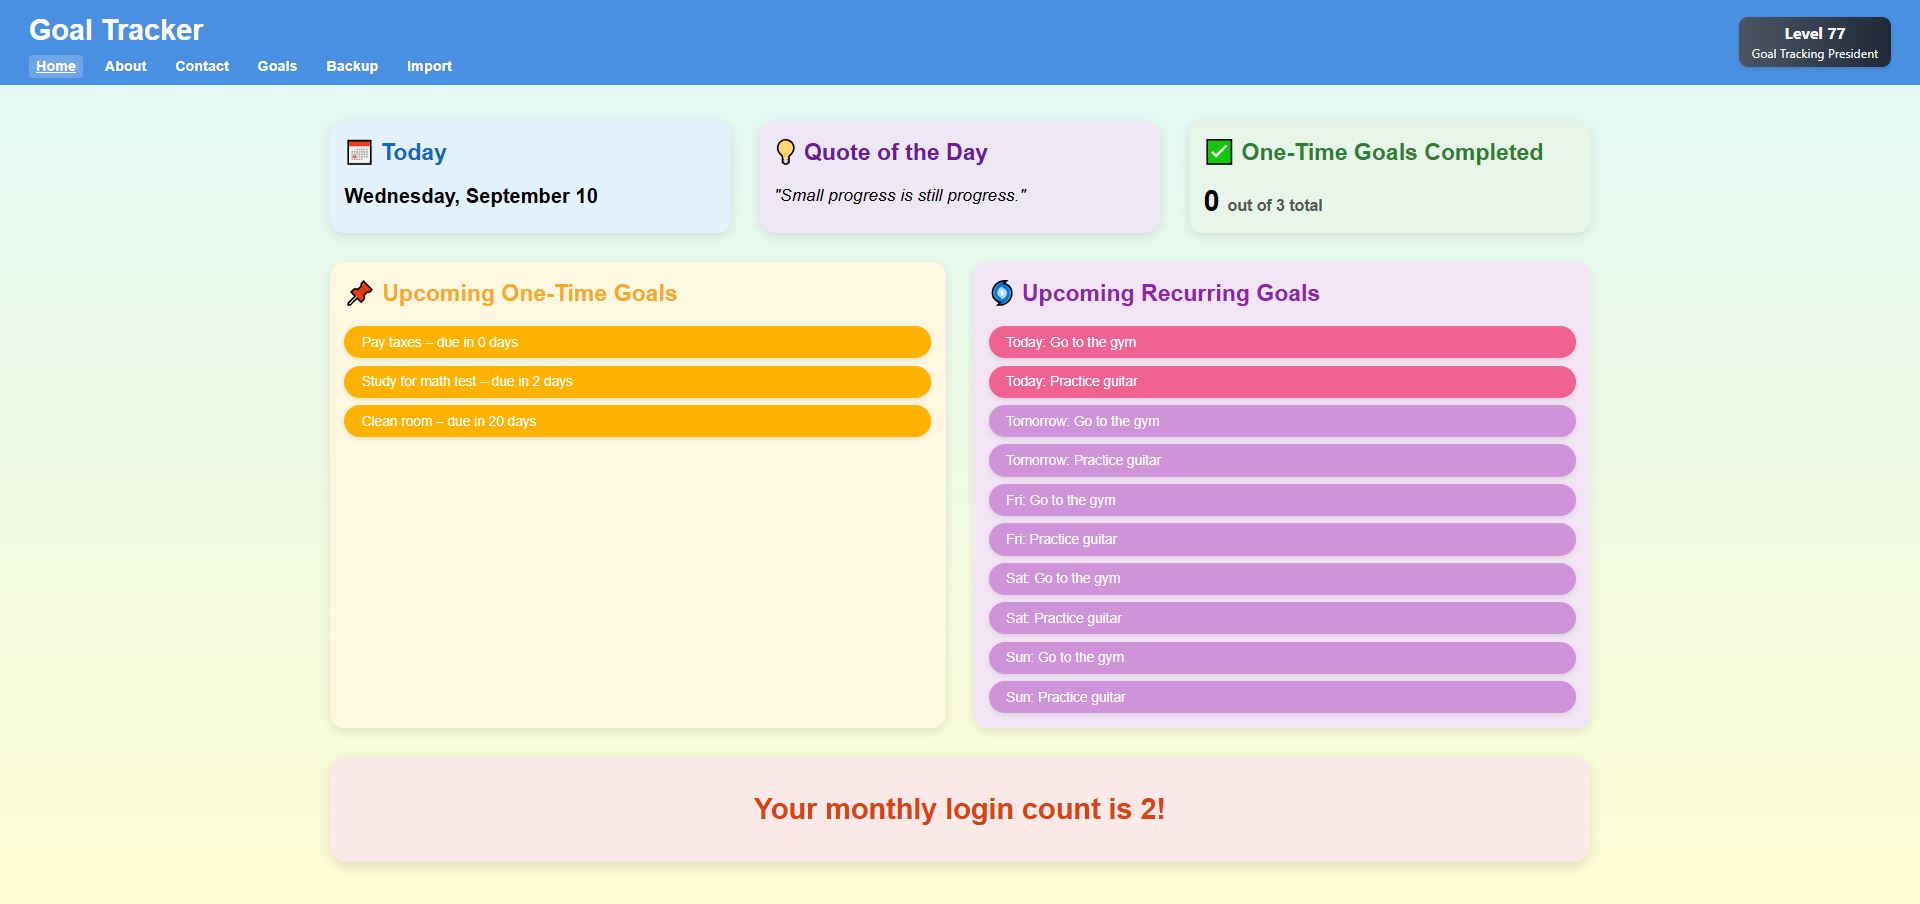 Goal Tracker
Home About Contact Goals Backup Import
Level 77
Goal Tracking President
Today
Wednesday, September 10
Quote of the Day
"Small progress is still progress."
One-Time Goals Completed
0 out of 3 total
Upcoming One-Time Goals
Pay taxes – due in 0 days
Study for math test – due in 2 days
Clean room – due in 20 days
Upcoming Recurring Goals
Today: Go to the gym
Today: Practice guitar
Tomorrow: Go to the gym
Tomorrow: Practice guitar
Fri: Go to the gym
Fri: Practice guitar
Sat: Go to the gym
Sat: Practice guitar
Sun: Go to the gym
Sun: Practice guitar
Your monthly login count is 2!